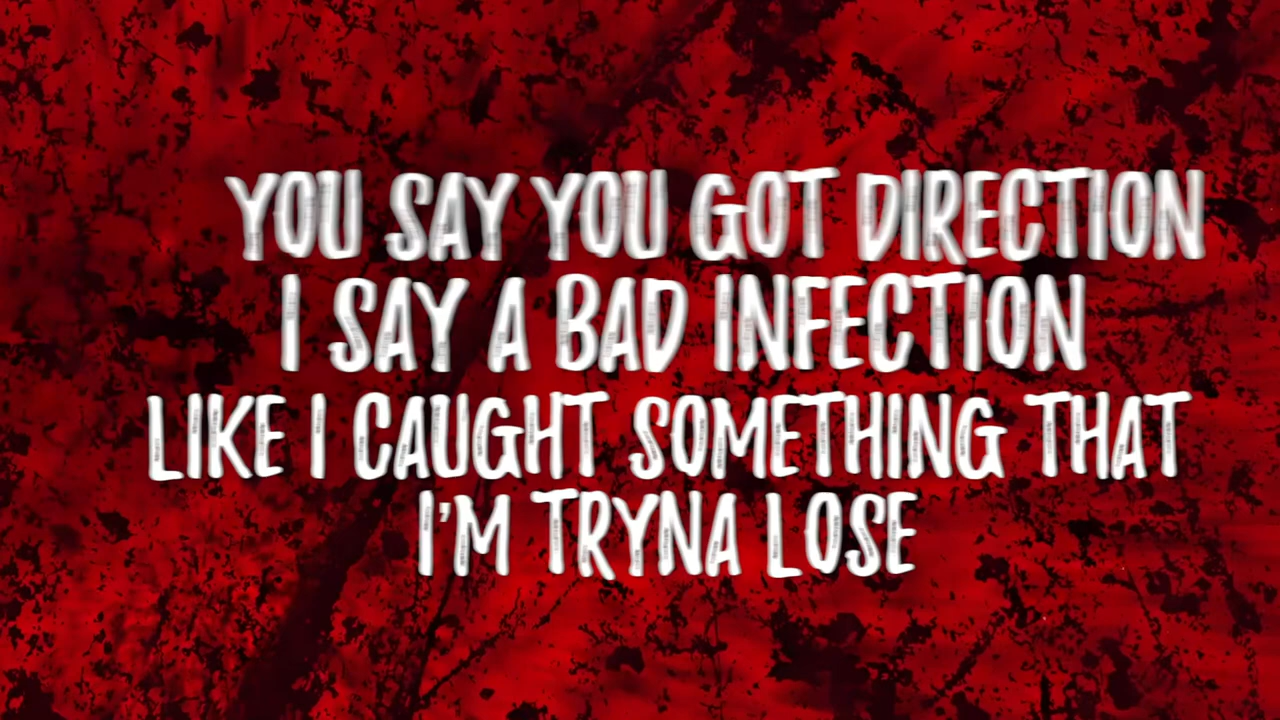 YOU SAY YOU GOT DIRECTION
I SAY A BAD INFECTION
LIKE I CAUGHT SOMETHING THAT
I'M TRYNA LOSE